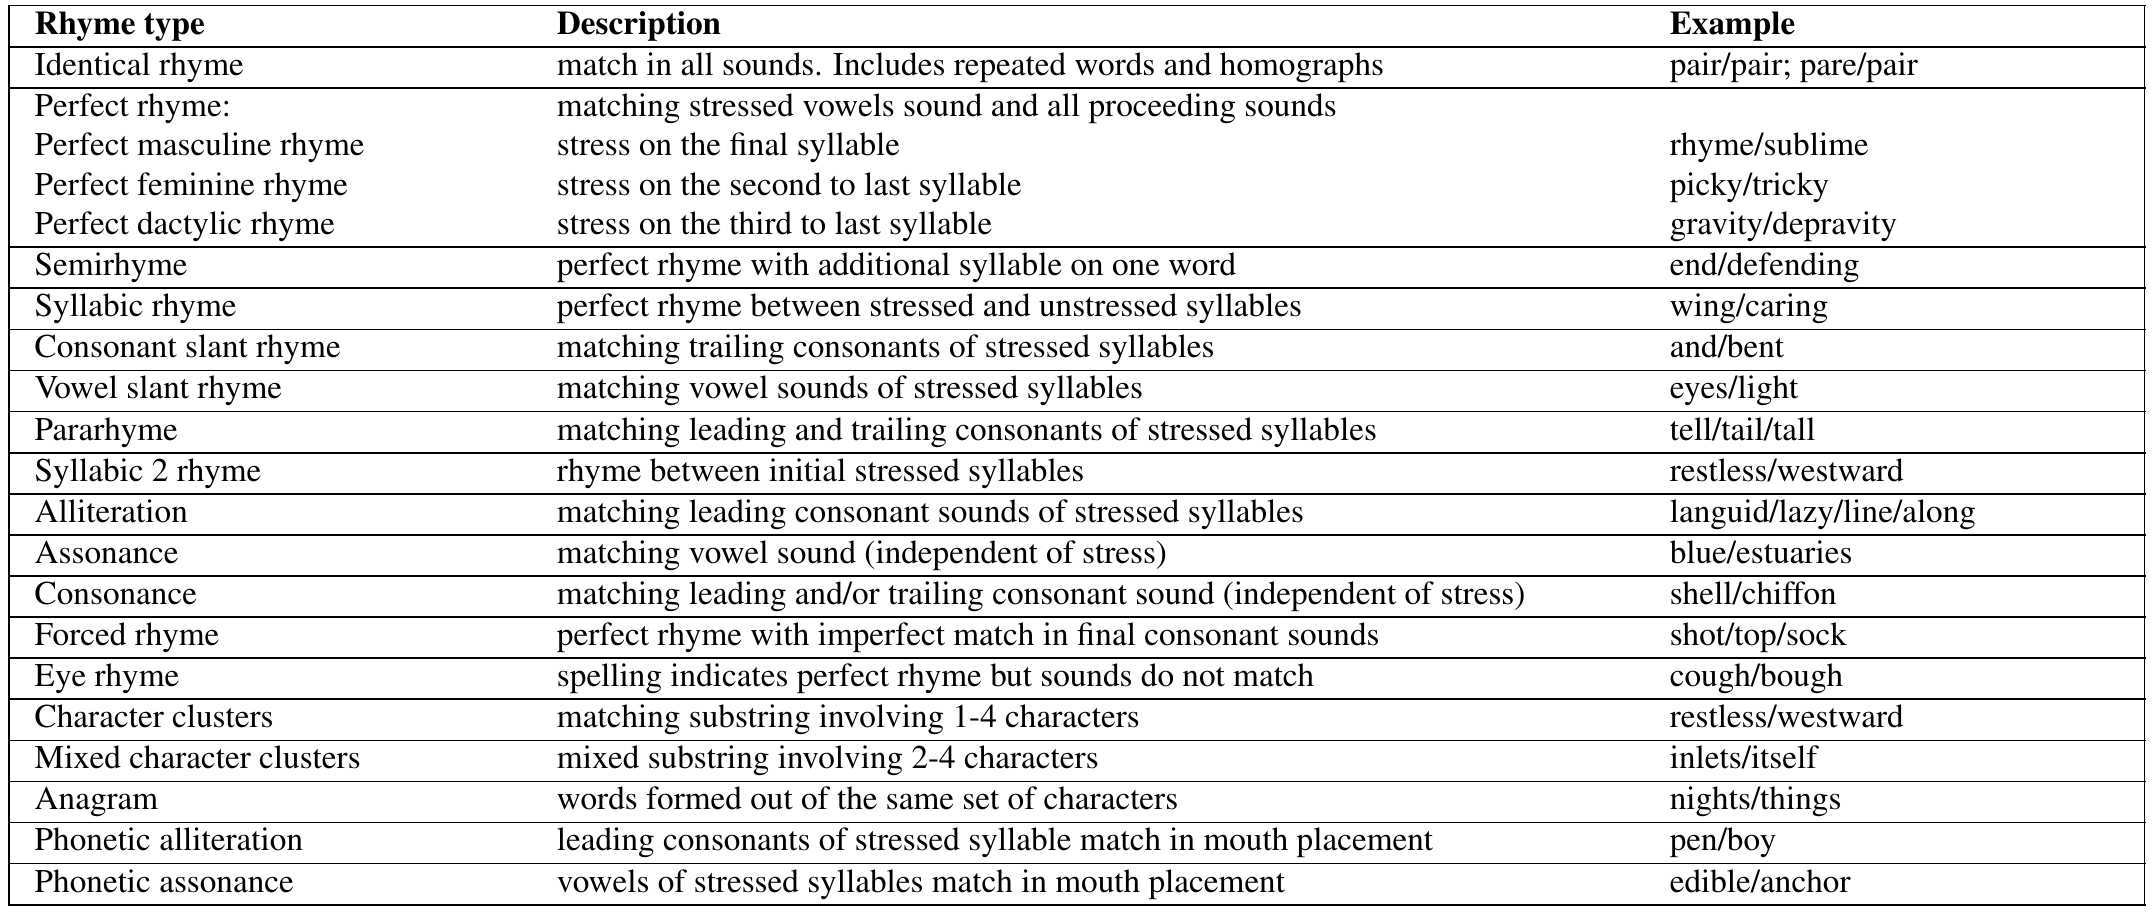 Rhyme type Description Example
Identical rhyme match in all sounds. Includes repeated words and homographs pair/pair; pare/pair
Perfect rhyme: matching stressed vowels sound and all proceeding sounds
Perfect masculine rhyme stress on the final syllable rhyme/sublime
Perfect feminine rhyme stress on the second to last syllable picky/tricky
Perfect dactylic rhyme stress on the third to last syllable gravity/depravity
Semirhyme perfect rhyme with additional syllable on one word end/defending
Syllabic rhyme perfect rhyme between stressed and unstressed syllables wing/caring
Consonant slant rhyme matching trailing consonants of stressed syllables and/bent
Vowel slant rhyme matching vowel sounds of stressed syllables eyes/light
Pararhyme matching leading and trailing consonants of stressed syllables tell/tail/tall
Syllabic 2 rhyme rhyme between initial stressed syllables restless/westward
Alliteration matching leading consonant sounds of stressed syllables languid/lazy/line/along
Assonance matching vowel sound (independent of stress) blue/estuaries
Consonance matching leading and/or trailing consonant sound (independent of stress) shell/chiffon
Forced rhyme perfect rhyme with imperfect match in final consonant sounds shot/top/sock
Eye rhyme spelling indicates perfect rhyme but sounds do not match cough/bough
Character clusters matching substring involving 1-4 characters restless/westward
Mixed character clusters mixed substring involving 2-4 characters inlets/itself
Anagram words formed out of the same set of characters nights/things
Phonetic alliteration leading consonants of stressed syllable match in mouth placement pen/boy
Phonetic assonance vowels of stressed syllables match in mouth placement edible/anchor